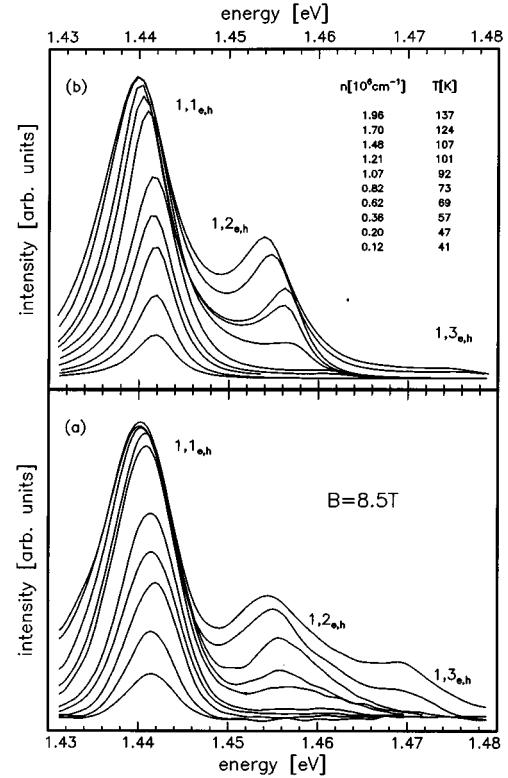 energy [eV]
1.43 1.44 1.45 1.46 1.47 1.48
(b)
1,1e,h
n[10⁶cm⁻¹] T[K]
1.96 137
1.70 124
1.48 107
1.21 101
1.07 92
0.82 73
0.62 69
0.36 57
0.20 47
0.12 41
1,2e,h
1,3e,h
intensity [arb. units]
(a)
1,1e,h
B=8.5T
1,2e,h
1,3e,h
intensity [arb. units]
1.43 1.44 1.45 1.46 1.47 1.48
energy [eV]